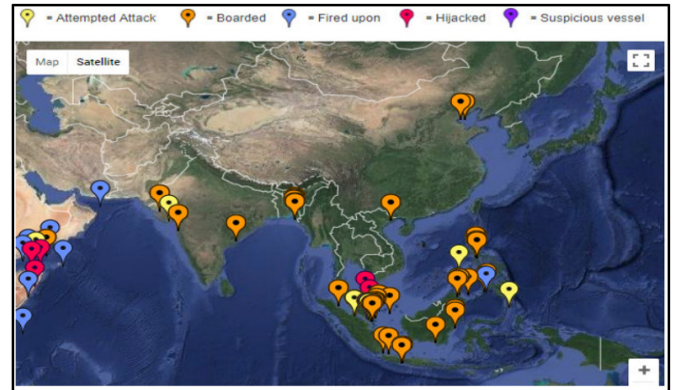 = Attempted Attack = Boarded = Fired upon = Hijacked = Suspicious vessel
Map Satellite
+